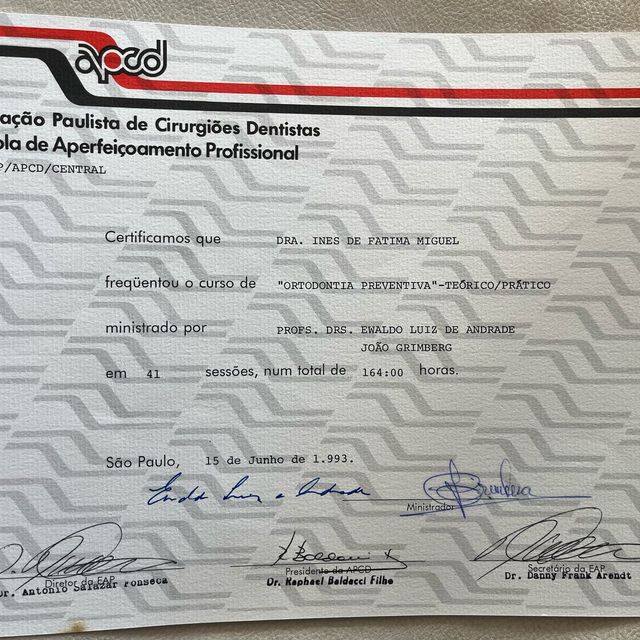 apcd
ação Paulista de Cirurgiões Dentistas
ola de Aperfeiçoamento Profissional
P/APCD/CENTRAL
Certificamos que DRA. INES DE FATIMA MIGUEL
freqüentou o curso de "ORTODONTIA PREVENTIVA"-TEÓRICO/PRÁTICO
ministrado por PROFS. DRS. EWALDO LUIZ DE ANDRADE
JOÃO GRIMBERG
em 41 sessões, num total de 164:00 horas.
São Paulo, 15 de Junho de 1.993.
Ministrador
Diretor da EAP Presidente da APCD Secretário da EAP
Dr. Antonio Salazar Fonseca Dr. Raphael Baldacci Filho Dr. Danny Frank Arendt